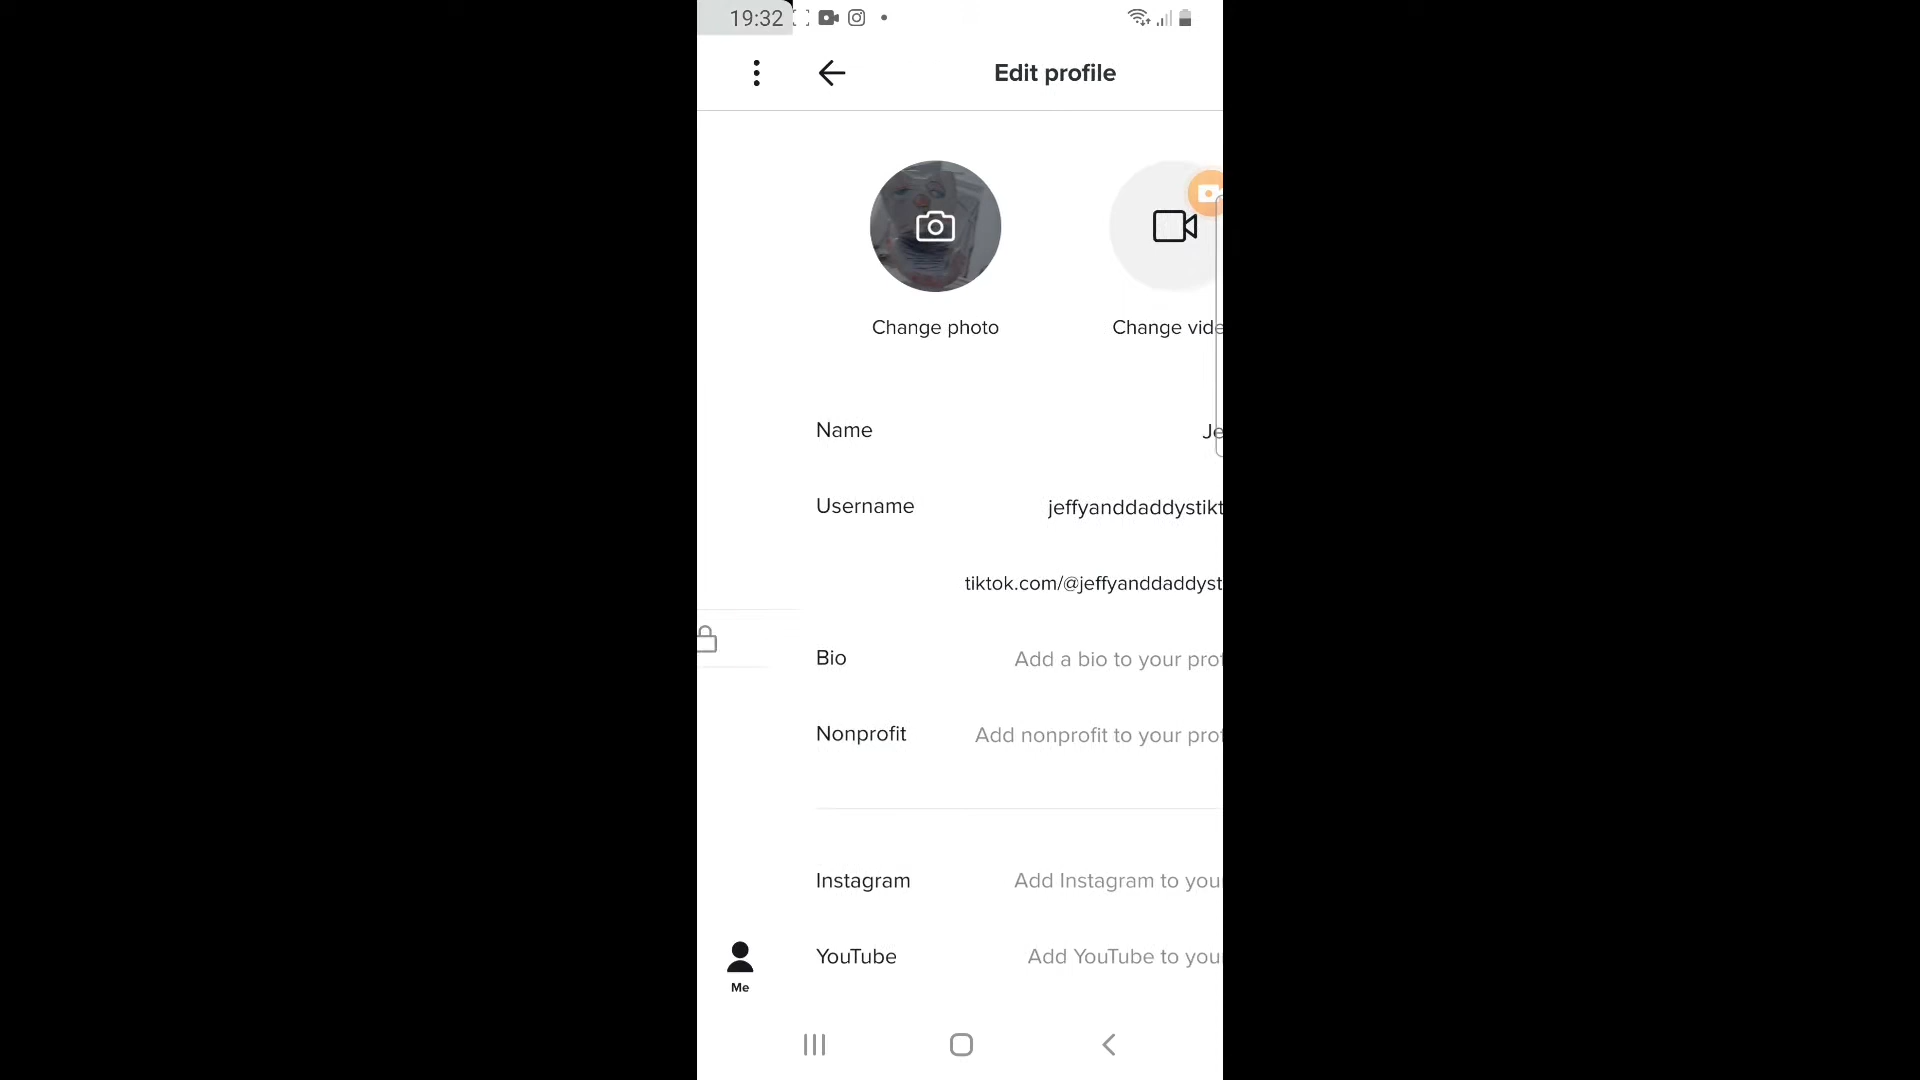 19:32
Edit profile
Change photo
Change vide
Name
Je
Username
jeffyanddaddystikt
tiktok.com/@jeffyanddaddyst
Bio
Add a bio to your prof
Nonprofit
Add nonprofit to your prof
Instagram
Add Instagram to you
YouTube
Add YouTube to you
Me